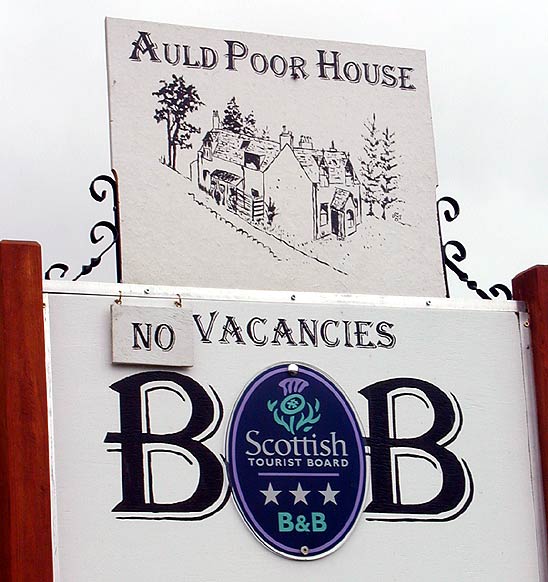 AULD POOR HOUSE
NO VACANCIES
B B
Scottish
TOURIST BOARD
B&B